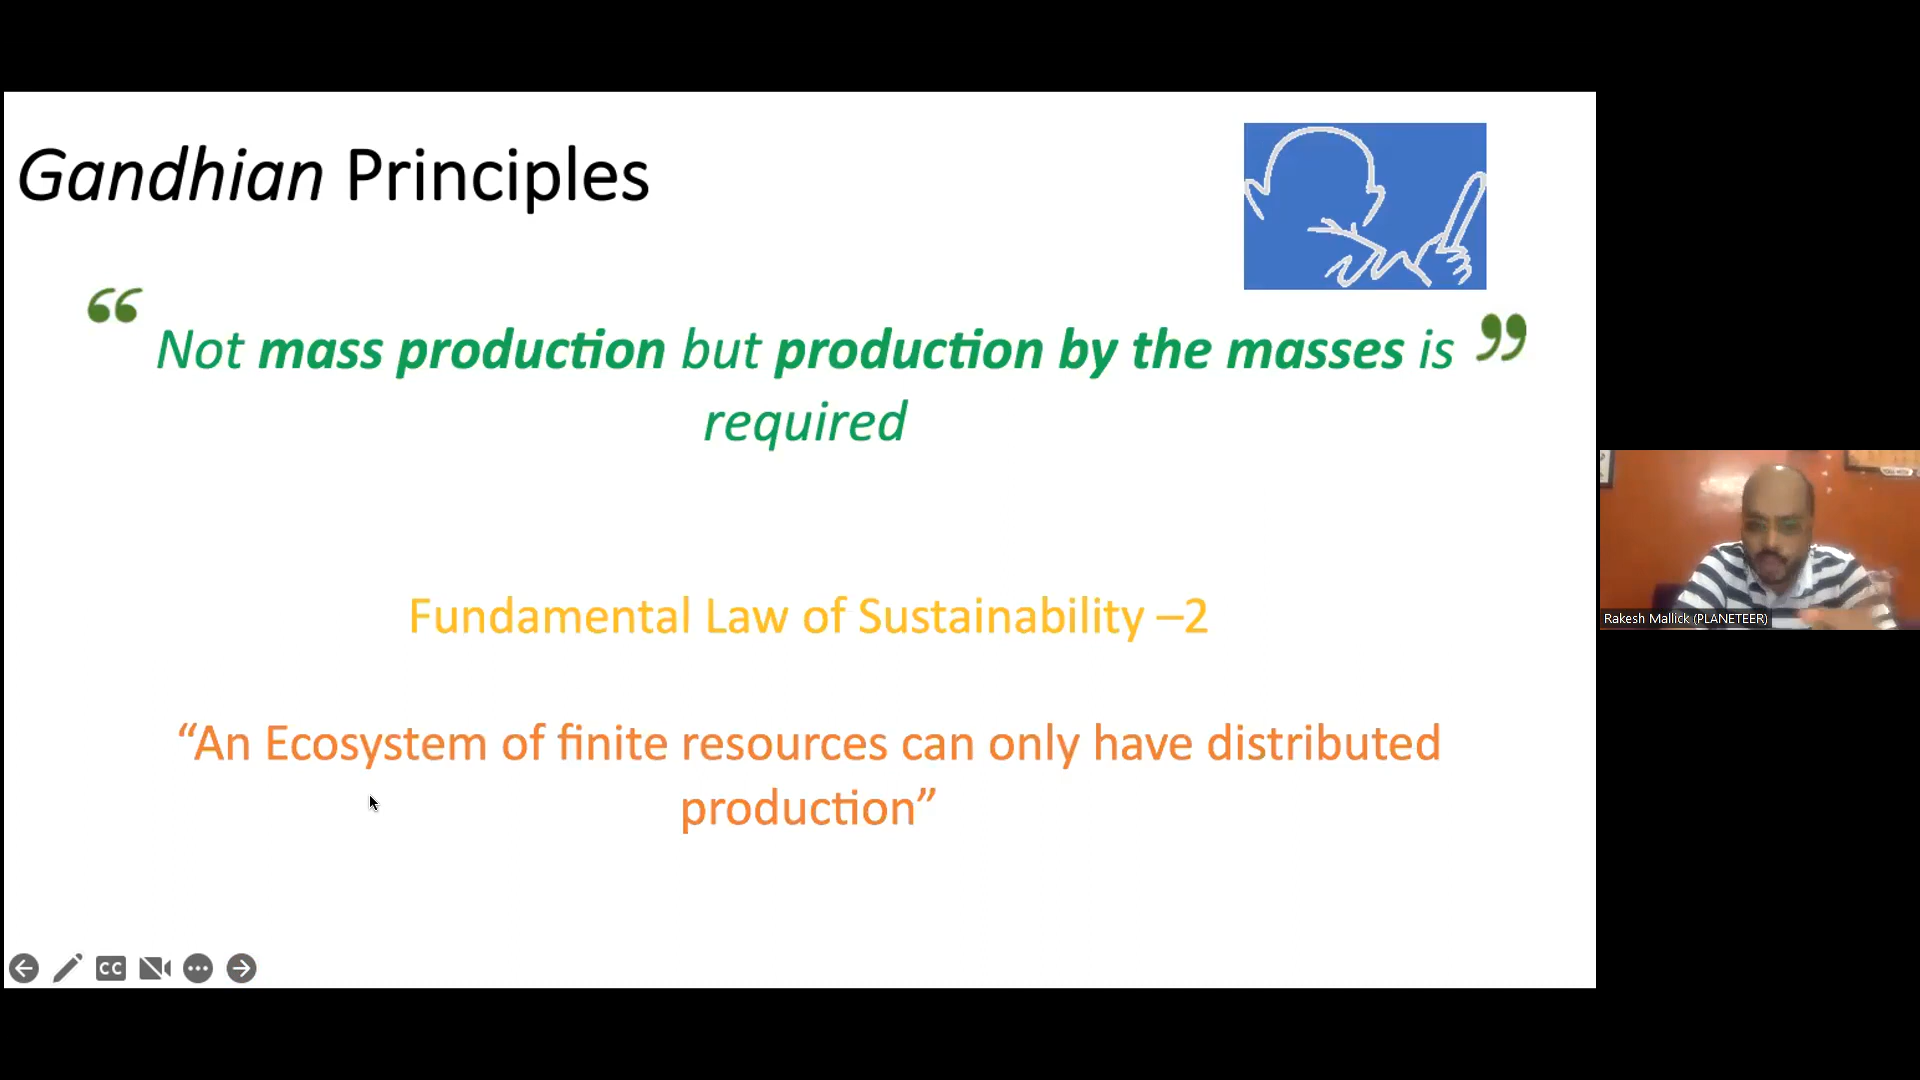 Gandhian Principles
“ Not mass production but production by the masses is ”
required
Fundamental Law of Sustainability –2
“An Ecosystem of finite resources can only have distributed
production”
Rakesh Mallick (PLANETEER)
CC